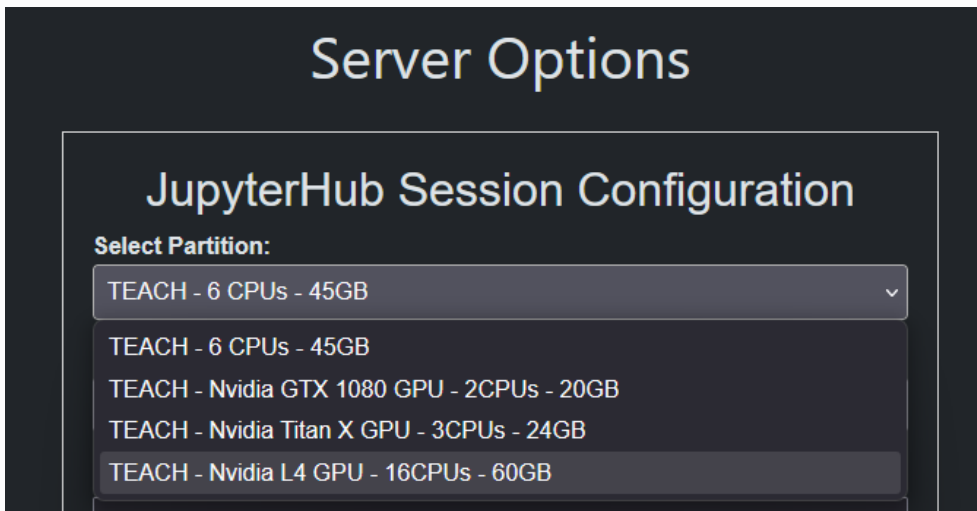 Server Options
JupyterHub Session Configuration
Select Partition:
TEACH - 6 CPUs - 45GB
TEACH - 6 CPUs - 45GB
TEACH - Nvidia GTX 1080 GPU - 2CPUs - 20GB
TEACH - Nvidia Titan X GPU - 3CPUs - 24GB
TEACH - Nvidia L4 GPU - 16CPUs - 60GB